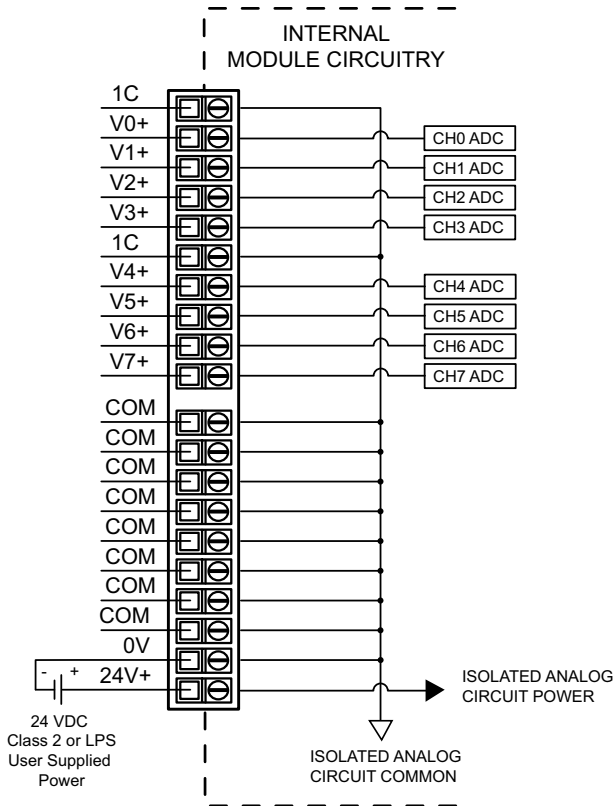 INTERNAL
MODULE CIRCUITRY
1C
V0+
CH0 ADC
V1+
CH1 ADC
V2+
CH2 ADC
V3+
CH3 ADC
1C
V4+
CH4 ADC
V5+
CH5 ADC
V6+
CH6 ADC
V7+
CH7 ADC
COM
COM
COM
COM
COM
COM
COM
COM
0V
- +
24V+
ISOLATED ANALOG
CIRCUIT POWER
24 VDC
Class 2 or LPS
User Supplied
Power
ISOLATED ANALOG
CIRCUIT COMMON